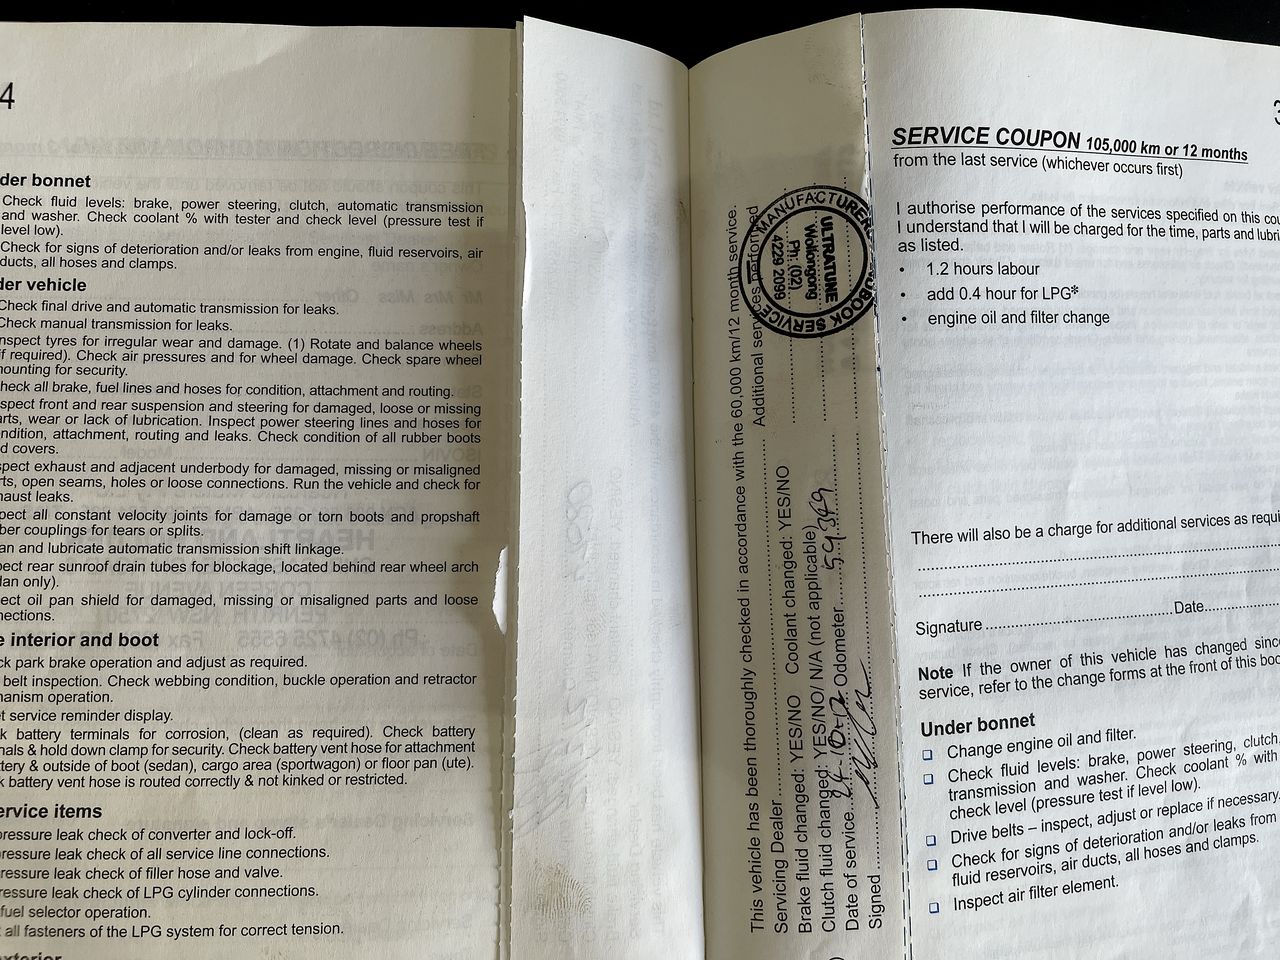 4
der bonnet
Check fluid levels: brake, power steering, clutch, automatic transmission
and washer. Check coolant % with tester and check level (pressure test if
level low).
Check for signs of deterioration and/or leaks from engine, fluid reservoirs, air
ducts, all hoses and clamps.
der vehicle
Check final drive and automatic transmission for leaks.
Check manual transmission for leaks.
nspect tyres for irregular wear and damage. (1) Rotate and balance wheels
if required). Check air pressures and for wheel damage. Check spare wheel
mounting for security.
heck all brake, fuel lines and hoses for condition, attachment and routing.
spect front and rear suspension and steering for damaged, loose or missing
arts, wear or lack of lubrication. Inspect power steering lines and hoses for
ondition, attachment, routing and leaks. Check condition of all rubber boots
d covers.
spect exhaust and adjacent underbody for damaged, missing or misaligned
rts, open seams, holes or loose connections. Run the vehicle and check for
haust leaks.
pect all constant velocity joints for damage or torn boots and propshaft
ber couplings for tears or splits.
an and lubricate automatic transmission shift linkage.
pect rear sunroof drain tubes for blockage, located behind rear wheel arch
dan only).
ect oil pan shield for damaged, missing or misaligned parts and loose
nections.
e interior and boot
ck park brake operation and adjust as required.
belt inspection. Check webbing condition, buckle operation and retractor
hanism operation.
t service reminder display.
k battery terminals for corrosion, (clean as required). Check battery
nals & hold down clamp for security. Check battery vent hose for attachment
ttery & outside of boot (sedan), cargo area (sportwagon) or floor pan (ute).
k battery vent hose is routed correctly & not kinked or restricted.
ervice items
pressure leak check of converter and lock-off.
ressure leak check of all service line connections.
ressure leak check of filler hose and valve.
essure leak check of LPG cylinder connections.
fuel selector operation.
all fasteners of the LPG system for correct tension.
exterior
This vehicle has been thoroughly checked in accordance with the 60,000 km/12 month service.
Servicing Dealer.......... Additional services performed
Brake fluid changed: YES/NO Coolant changed: YES/NO
Clutch fluid changed: YES/NO/ N/A (not applicable)
Date of service...24-10-12 Odometer......59,349
Signed
MANUFACTURERS LOGBOOK SERVICE
ULTRATUNE
Wollongong
Ph: (02)
4229 2099
3
SERVICE COUPON 105,000 km or 12 months
from the last service (whichever occurs first)
I authorise performance of the services specified on this cou
I understand that I will be charged for the time, parts and lubri
as listed.
• 1.2 hours labour
• add 0.4 hour for LPG*
• engine oil and filter change
There will also be a charge for additional services as requi
Signature..........Date..........
Note If the owner of this vehicle has changed since
service, refer to the change forms at the front of this boo
Under bonnet
❑ Change engine oil and filter.
❑ Check fluid levels: brake, power steering, clutch,
transmission and washer. Check coolant % with
check level (pressure test if level low).
❑ Drive belts – inspect, adjust or replace if necessary.
❑ Check for signs of deterioration and/or leaks from
fluid reservoirs, air ducts, all hoses and clamps.
❑ Inspect air filter element.